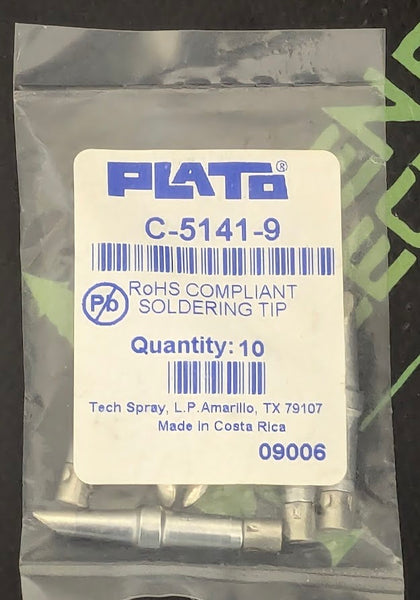 PLATO®
C-5141-9
RoHS COMPLIANT
Pb
SOLDERING TIP
Quantity: 10
Tech Spray, L.P. Amarillo, TX 79107
Made in Costa Rica
09006